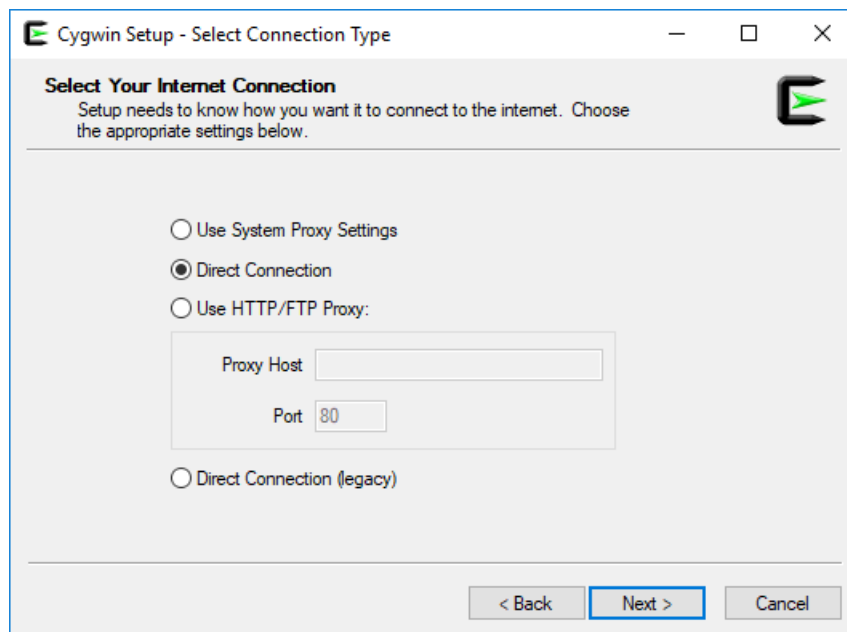 Cygwin Setup - Select Connection Type
Select Your Internet Connection
Setup needs to know how you want it to connect to the internet. Choose
the appropriate settings below.
Use System Proxy Settings
Direct Connection
Use HTTP/FTP Proxy:
Proxy Host
Port 80
Direct Connection (legacy)
< Back Next > Cancel